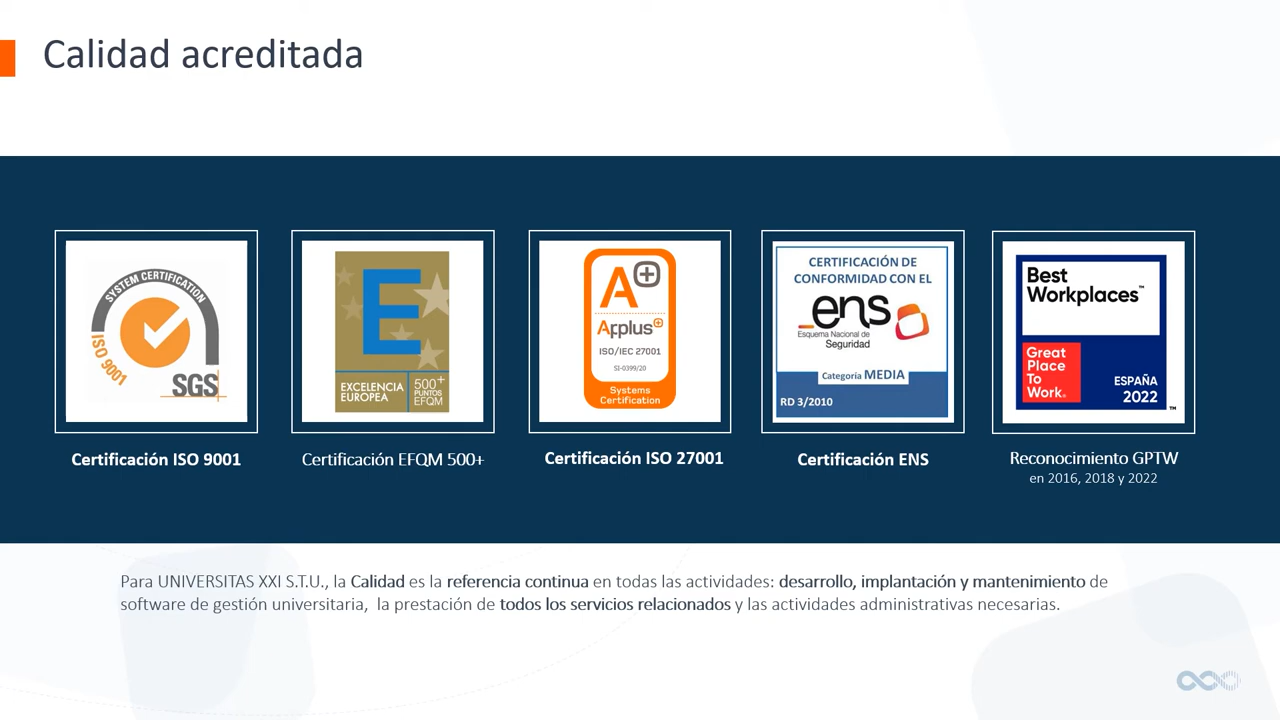 Calidad acreditada
SYSTEM CERTIFICATION
ISO 9001
SGS
E
EXCELENCIA
EUROPEA
500+
PUNTOS
EFQM
A+
Applus+
ISO/IEC 27001
SI-0399/20
Systems
Certification
CERTIFICACIÓN DE
CONFORMIDAD CON EL
ens
Esquema Nacional de
Seguridad
Categoría MEDIA
RD 3/2010
Best
Workplaces™
Great
Place
To
Work®
ESPAÑA
2022
™
Certificación ISO 9001
Certificación EFQM 500+
Certificación ISO 27001
Certificación ENS
Reconocimiento GPTW
en 2016, 2018 y 2022
Para UNIVERSITAS XXI S.T.U., la Calidad es la referencia continua en todas las actividades: desarrollo, implantación y mantenimiento de
software de gestión universitaria, la prestación de todos los servicios relacionados y las actividades administrativas necesarias.